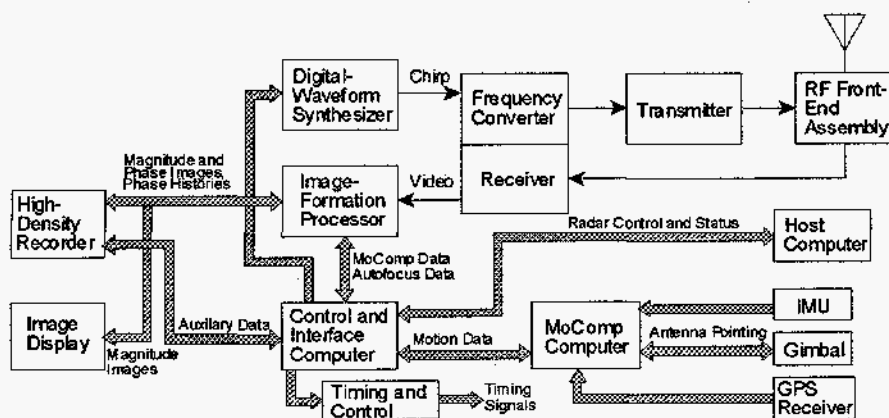 Digital-
Waveform
Synthesizer
Chirp
Frequency
Converter
Transmitter
RF Front-
End
Assembly
Magnitude and
Phase Images,
Phase Histories
High-
Density
Recorder
Image-
Formation
Processor
Video
Receiver
Radar Control and Status
Host
Computer
MoComp Data
Autofocus Data
Image
Display
Auxilary Data
Magnitude
Images
Control and
Interface
Computer
Motion Data
MoComp
Computer
IMU
Antenna Pointing
Gimbal
Timing and
Control
Timing
Signals
GPS
Receiver